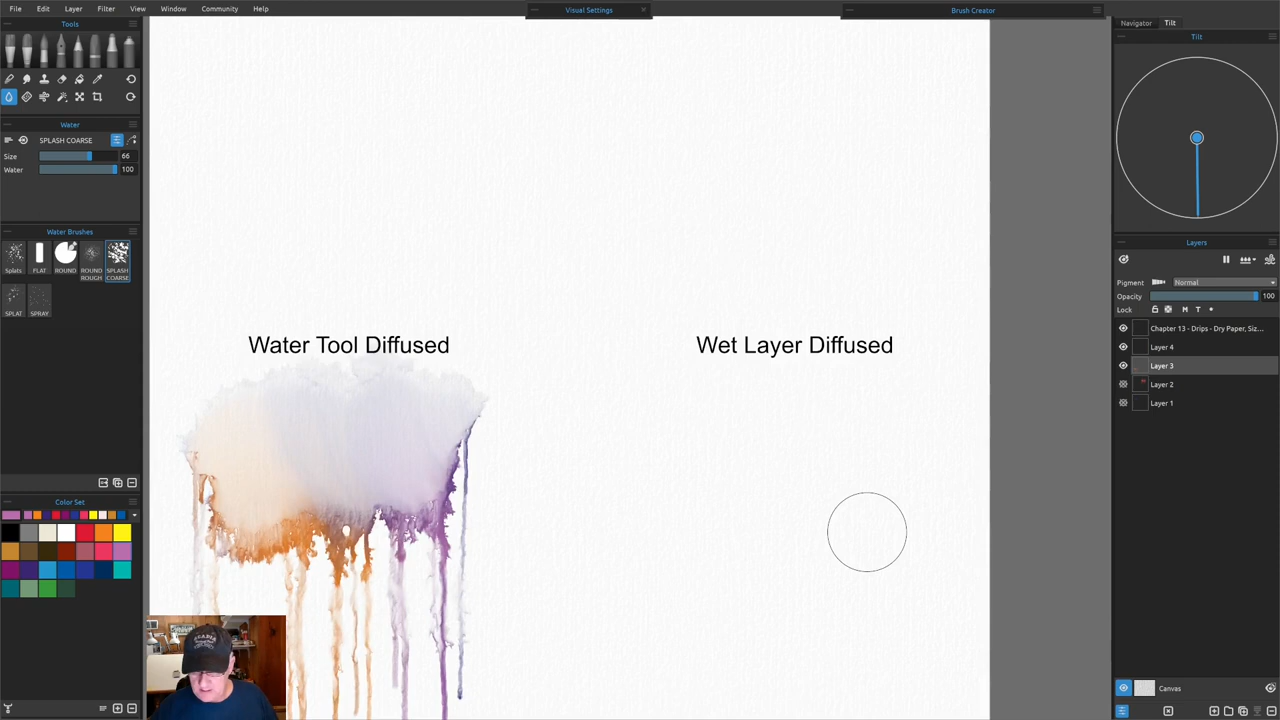 File Edit Layer Filter View Window Community Help
Visual Settings
Brush Creator
Tools
Navigator Tilt
Tilt
Water
SPLASH COARSE
Size 66
Water 100
Water Brushes
Splats FLAT ROUND ROUND ROUGH SPLASH COARSE
SPLAT SPRAY
Layers
Pigment Normal
Opacity 100
Lock M T
Chapter 13 - Drips - Dry Paper, Siz...
Layer 4
Layer 3
Layer 2
Layer 1
Water Tool Diffused
Wet Layer Diffused
Color Set
Canvas